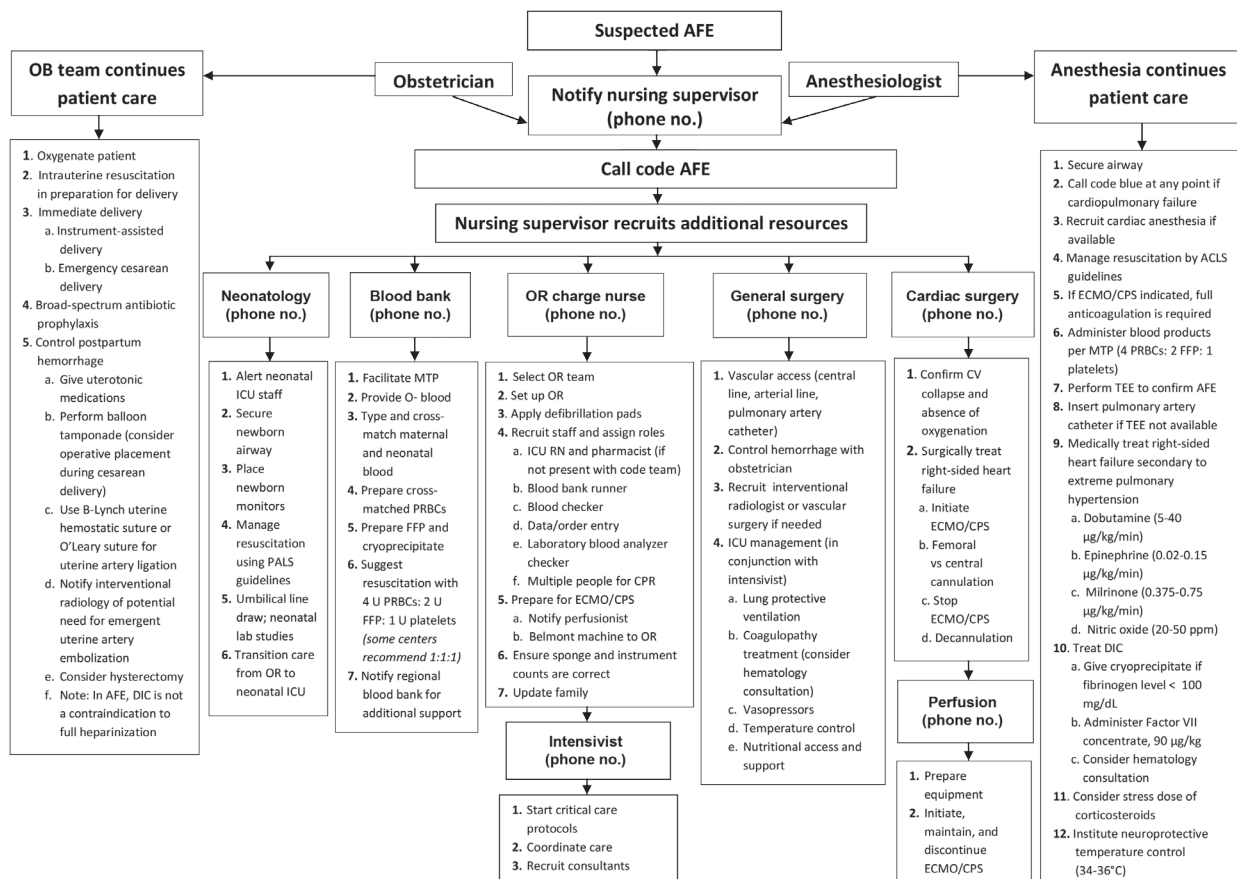 Suspected AFE
OB team continues
patient care
Obstetrician
Anesthesiologist
Anesthesia continues
patient care
Notify nursing supervisor
(phone no.)
Call code AFE
Nursing supervisor recruits additional resources
1. Oxygenate patient
2. Intrauterine resuscitation
in preparation for delivery
3. Immediate delivery
a. Instrument-assisted
delivery
b. Emergency cesarean
delivery
4. Broad-spectrum antibiotic
prophylaxis
5. Control postpartum
hemorrhage
a. Give uterotonic
medications
b. Perform balloon
tamponade (consider
operative placement
during cesarean
delivery)
c. Use B-Lynch uterine
hemostatic suture or
O'Leary suture for
uterine artery ligation
d. Notify interventional
radiology of potential
need for emergent
uterine artery
embolization
e. Consider hysterectomy
f. Note: In AFE, DIC is not
a contraindication to
full heparinization
Neonatology
(phone no.)
1. Alert neonatal
ICU staff
2. Secure
newborn
airway
3. Place
newborn
monitors
4. Manage
resuscitation
using PALS
guidelines
5. Umbilical line
draw; neonatal
lab studies
6. Transition care
from OR to
neonatal ICU
Blood bank
(phone no.)
1. Facilitate MTP
2. Provide O- blood
3. Type and cross-
match maternal
and neonatal
blood
4. Prepare cross-
matched PRBCs
5. Prepare FFP and
cryoprecipitate
6. Suggest
resuscitation with
4 U PRBCs: 2 U
FFP: 1 U platelets
(some centers
recommend 1:1:1)
7. Notify regional
blood bank for
additional support
OR charge nurse
(phone no.)
1. Select OR team
2. Set up OR
3. Apply defibrillation pads
4. Recruit staff and assign roles
a. ICU RN and pharmacist (if
not present with code team)
b. Blood bank runner
c. Blood checker
d. Data/order entry
e. Laboratory blood analyzer
checker
f. Multiple people for CPR
5. Prepare for ECMO/CPS
a. Notify perfusionist
b. Belmont machine to OR
6. Ensure sponge and instrument
counts are correct
7. Update family
Intensivist
(phone no.)
1. Start critical care
protocols
2. Coordinate care
3. Recruit consultants
General surgery
(phone no.)
1. Vascular access (central
line, arterial line,
pulmonary artery
catheter)
2. Control hemorrhage with
obstetrician
3. Recruit interventional
radiologist or vascular
surgery if needed
4. ICU management (in
conjunction with
intensivist)
a. Lung protective
ventilation
b. Coagulopathy
treatment (consider
hematology
consultation)
c. Vasopressors
d. Temperature control
e. Nutritional access and
support
Cardiac surgery
(phone no.)
1. Confirm CV
collapse and
absence of
oxygenation
2. Surgically treat
right-sided heart
failure
a. Initiate
ECMO/CPS
b. Femoral
vs central
cannulation
c. Stop
ECMO/CPS
d. Decannulation
Perfusion
(phone no.)
1. Prepare
equipment
2. Initiate,
maintain, and
discontinue
ECMO/CPS
1. Secure airway
2. Call code blue at any point if
cardiopulmonary failure
3. Recruit cardiac anesthesia if
available
4. Manage resuscitation by ACLS
guidelines
5. If ECMO/CPS indicated, full
anticoagulation is required
6. Administer blood products
per MTP (4 PRBCs: 2 FFP: 1
platelets)
7. Perform TEE to confirm AFE
8. Insert pulmonary artery
catheter if TEE not available
9. Medically treat right-sided
heart failure secondary to
extreme pulmonary
hypertension
a. Dobutamine (5-40
µg/kg/min)
b. Epinephrine (0.02-0.15
µg/kg/min)
c. Milrinone (0.375-0.75
µg/kg/min)
d. Nitric oxide (20-50 ppm)
10. Treat DIC
a. Give cryoprecipitate if
fibrinogen level < 100
mg/dL
b. Administer Factor VII
concentrate, 90 µg/kg
c. Consider hematology
consultation
11. Consider stress dose of
corticosteroids
12. Institute neuroprotective
temperature control
(34-36°C)